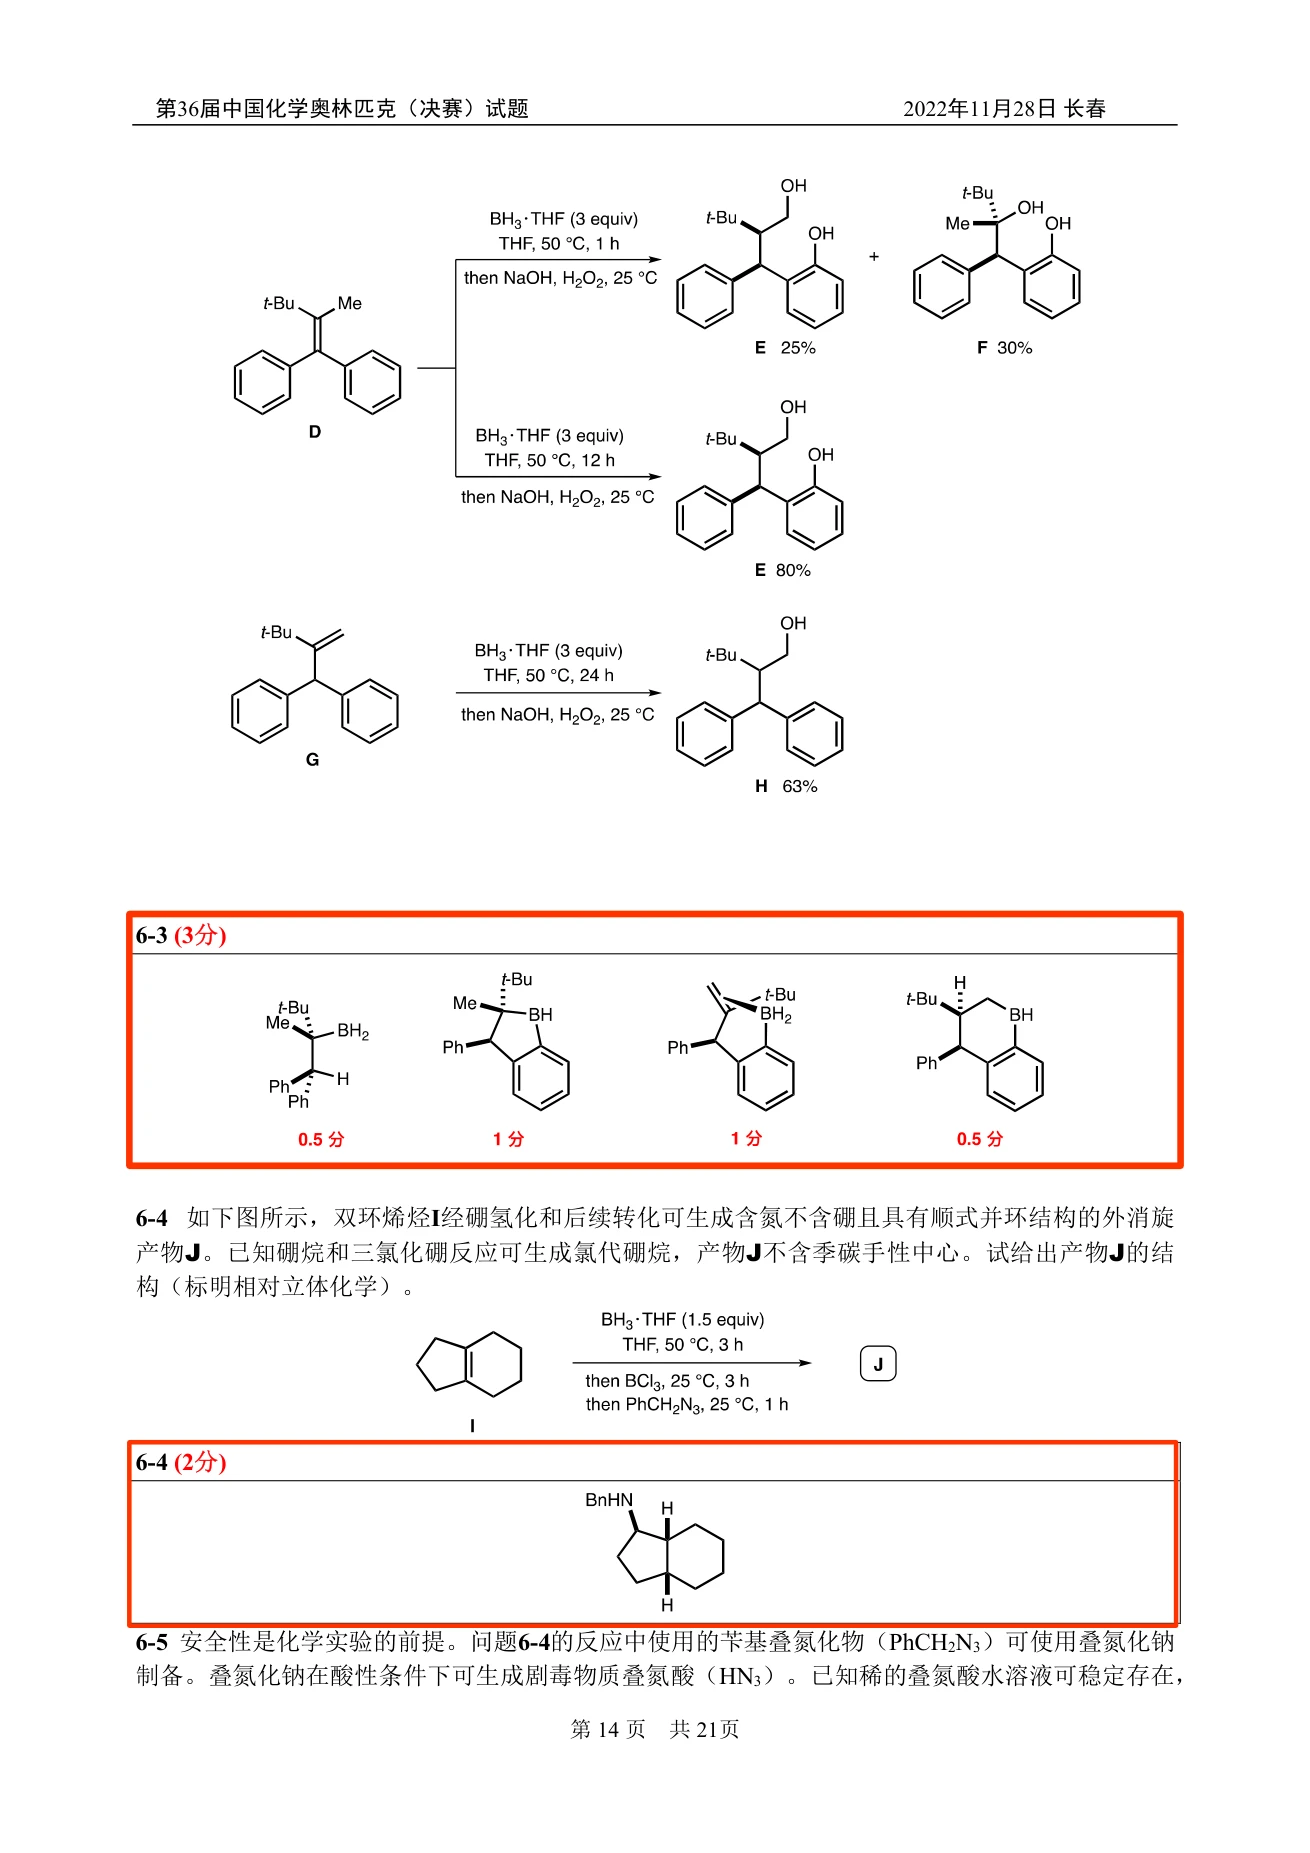 第36届中国化学奥林匹克（决赛）试题 2022年11月28日 长春
t-Bu Me
D
BH3·THF (3 equiv)
THF, 50 °C, 1 h
then NaOH, H2O2, 25 °C
OH
t-Bu
OH
E 25%
+
t-Bu
Me OH
OH
F 30%
BH3·THF (3 equiv)
THF, 50 °C, 12 h
then NaOH, H2O2, 25 °C
OH
t-Bu
OH
E 80%
t-Bu
G
BH3·THF (3 equiv)
THF, 50 °C, 24 h
then NaOH, H2O2, 25 °C
OH
t-Bu
H 63%
6-3 (3分)
t-Bu
Me BH2
Ph H
Ph
0.5 分
t-Bu
Me BH
Ph
1 分
t-Bu
BH2
Ph
1 分
H
t-Bu
BH
Ph
0.5 分
6-4 如下图所示，双环烯烃I经硼氢化和后续转化可生成含氮不含硼且具有顺式并环结构的外消旋
产物J。已知硼烷和三氯化硼反应可生成氯代硼烷，产物J不含季碳手性中心。试给出产物J的结
构（标明相对立体化学）。
I
BH3·THF (1.5 equiv)
THF, 50 °C, 3 h
then BCl3, 25 °C, 3 h
then PhCH2N3, 25 °C, 1 h
J
6-4 (2分)
BnHN H
H
6-5 安全性是化学实验的前提。问题6-4的反应中使用的苄基叠氮化物（PhCH2N3）可使用叠氮化钠
制备。叠氮化钠在酸性条件下可生成剧毒物质叠氮酸（HN3）。已知稀的叠氮酸水溶液可稳定存在，
第 14 页 共 21页